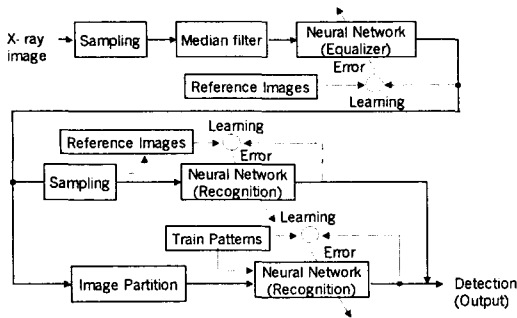 X- ray
image
Sampling
Median filter
Neural Network
(Equalizer)
Error
Reference Images
Learning
Learning
Reference Images
Error
Sampling
Neural Network
(Recognition)
Learning
Train Patterns
Error
Image Partition
Neural Network
(Recognition)
Detection
(Output)